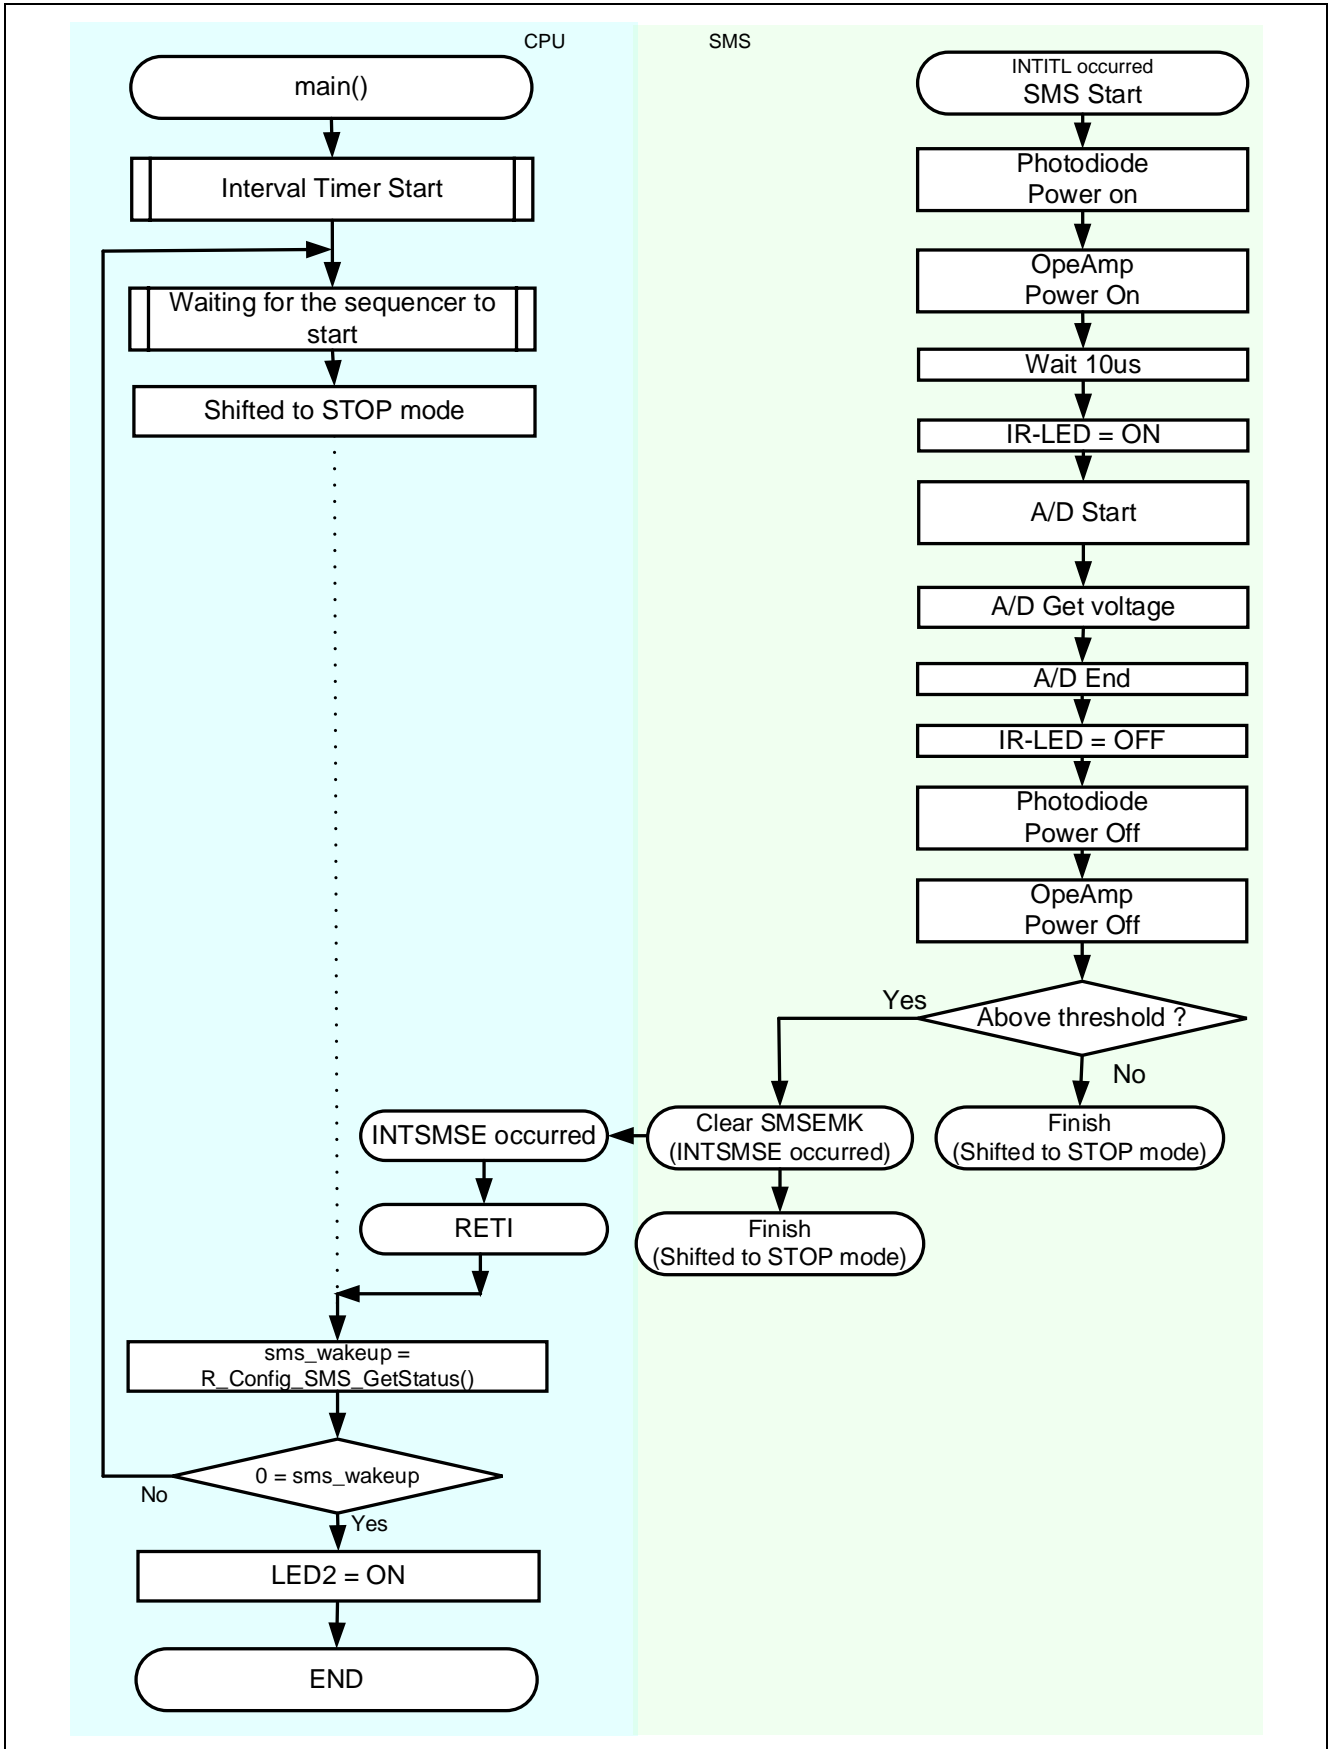 CPU
main()
Interval Timer Start
Waiting for the sequencer to
start
Shifted to STOP mode
INTSMSE occurred
RETI
sms_wakeup =
R_Config_SMS_GetStatus()
0 = sms_wakeup
No
Yes
LED2 = ON
END
SMS
INTITL occurred
SMS Start
Photodiode
Power on
OpeAmp
Power On
Wait 10us
IR-LED = ON
A/D Start
A/D Get voltage
A/D End
IR-LED = OFF
Photodiode
Power Off
OpeAmp
Power Off
Above threshold ?
Yes
No
Clear SMSEMK
(INTSMSE occurred)
Finish
(Shifted to STOP mode)
Finish
(Shifted to STOP mode)